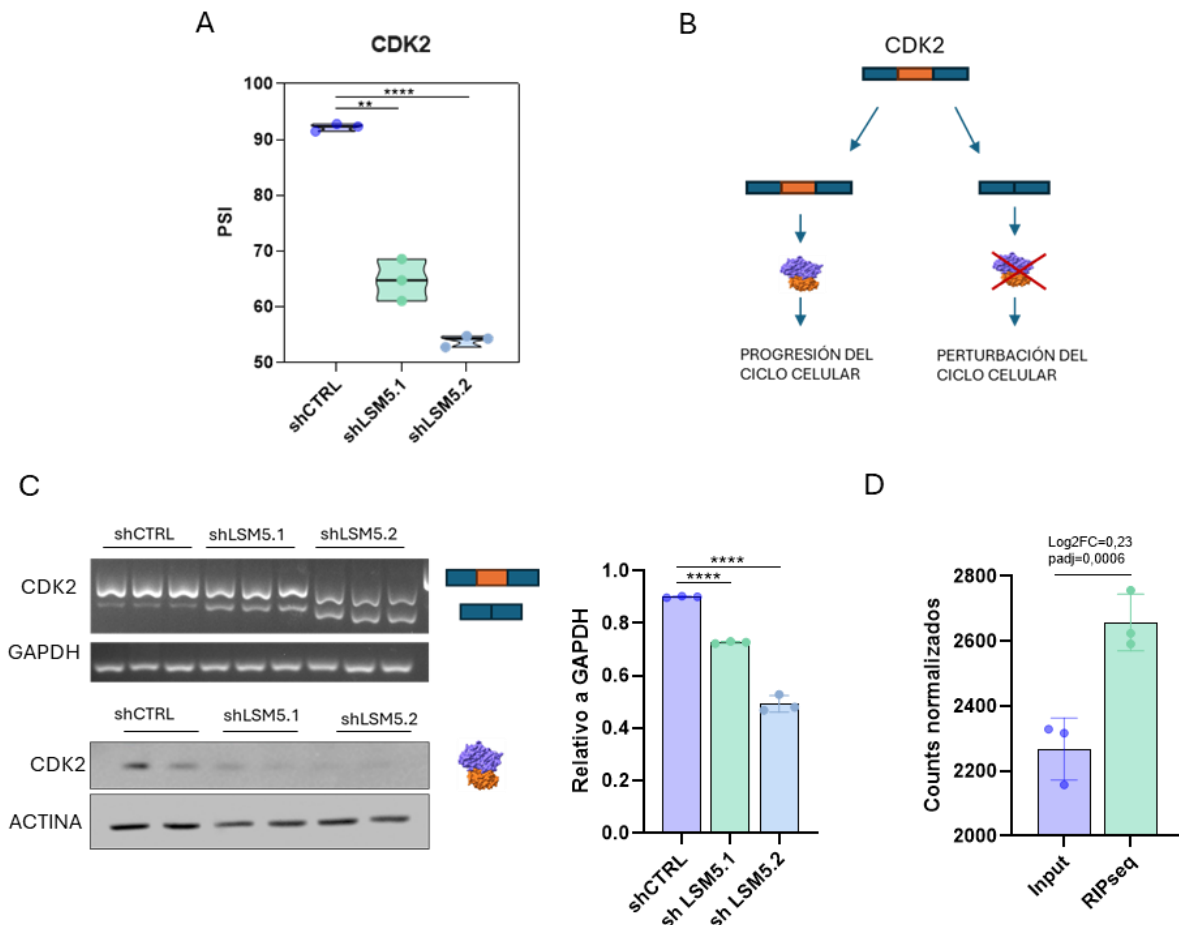 A
CDK2
PSI
100
90
80
70
60
50
****
**
shCTRL
shLSM5.1
shLSM5.2
B
CDK2
PROGRESIÓN DEL
CICLO CELULAR
PERTURBACIÓN DEL
CICLO CELULAR
C
shCTRL
shLSM5.1
shLSM5.2
CDK2
GAPDH
shCTRL
shLSM5.1
shLSM5.2
CDK2
ACTINA
Relativo a GAPDH
1.0
0.8
0.6
0.4
0.2
0.0
****
****
shCTRL
sh LSM5.1
sh LSM5.2
D
Log2FC=0,23
padj=0,0006
Counts normalizados
2800
2600
2400
2200
2000
Input
RIPseq